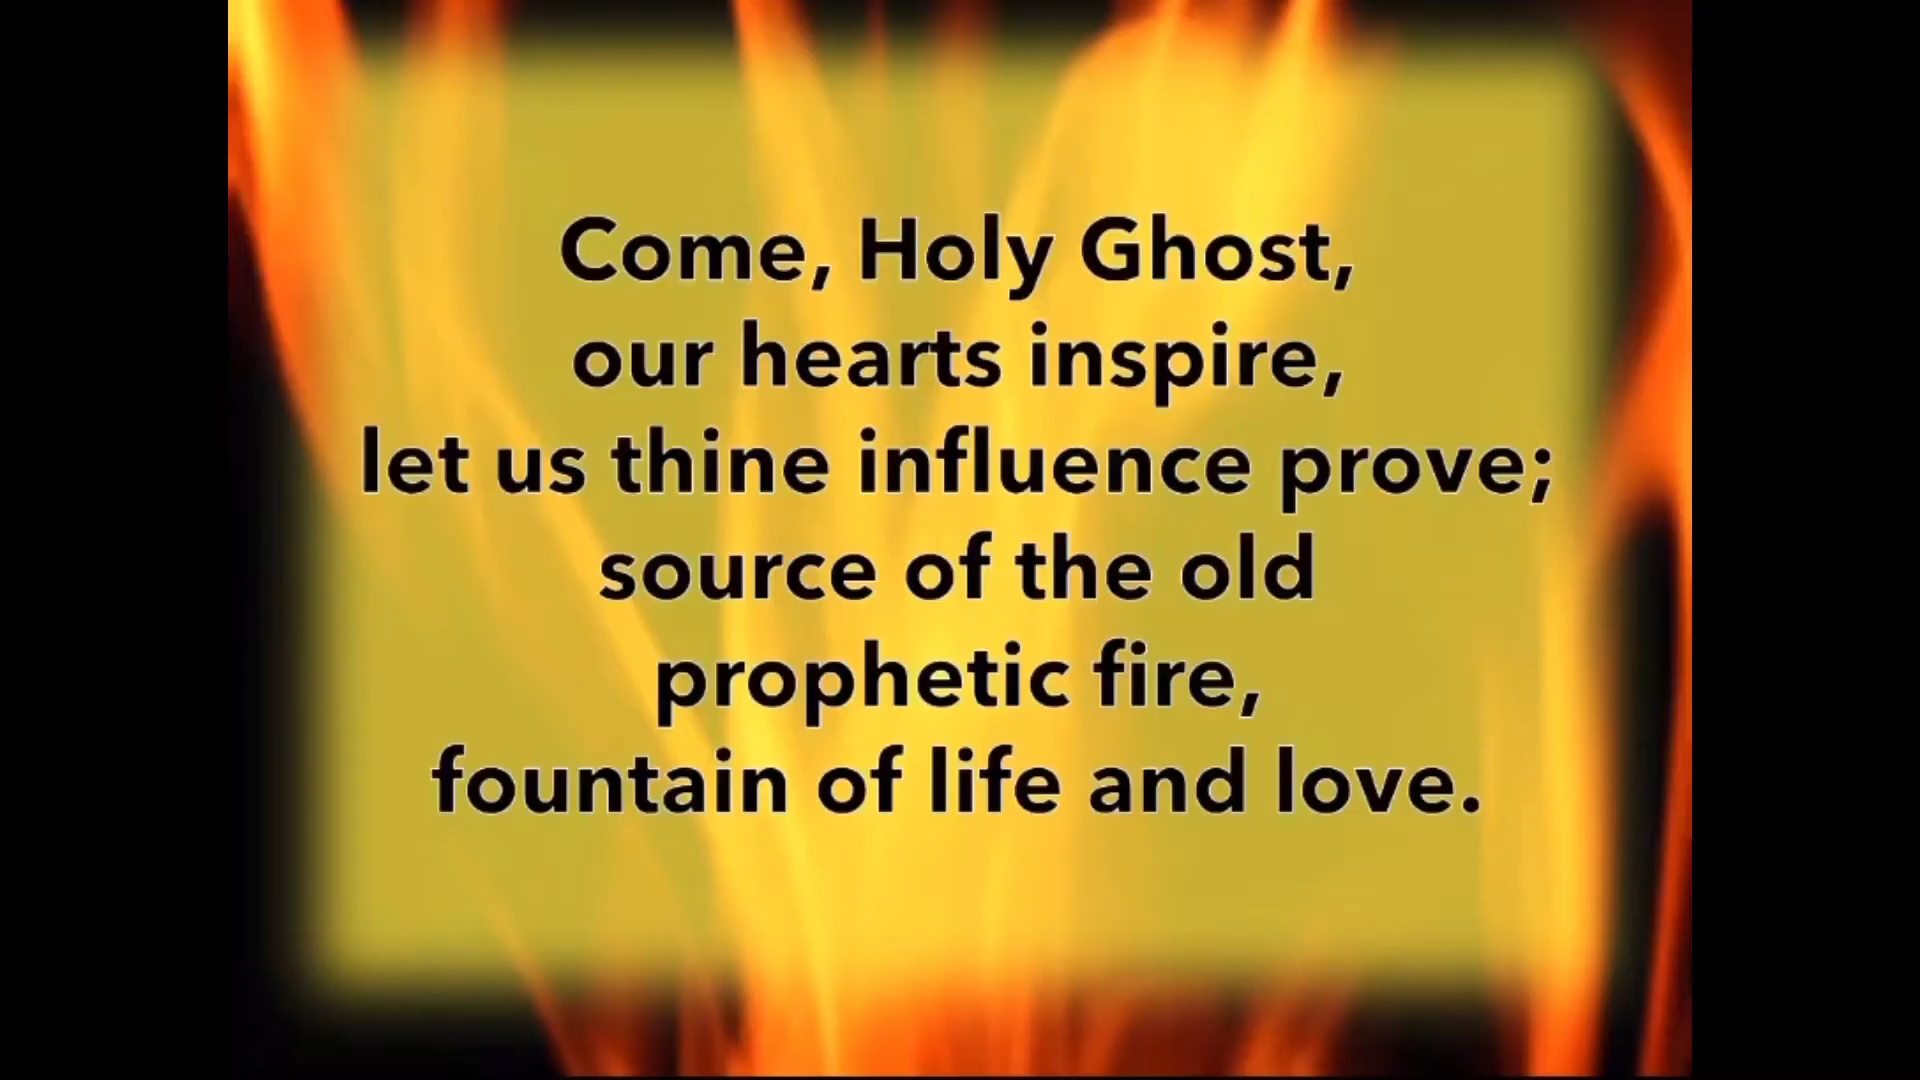 Come, Holy Ghost,
our hearts inspire,
let us thine influence prove;
source of the old
prophetic fire,
fountain of life and love.